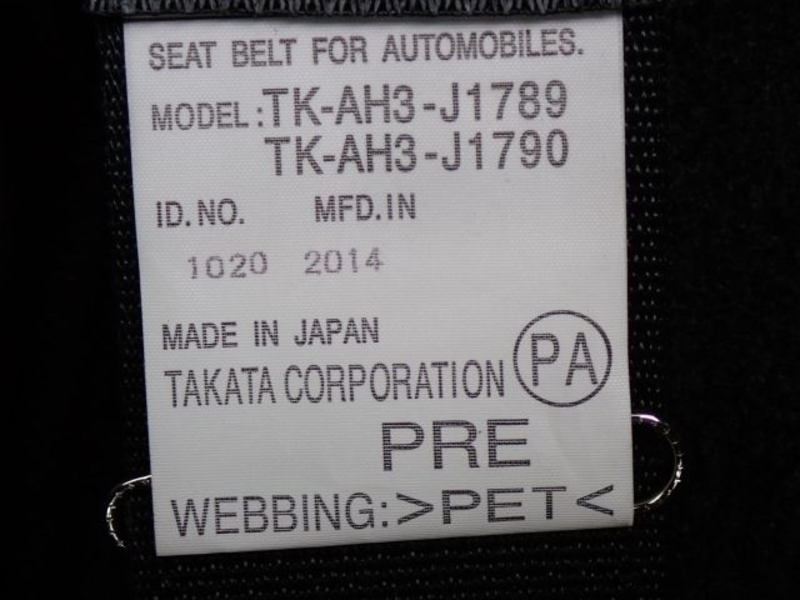 SEAT BELT FOR AUTOMOBILES.
MODEL:TK-AH3-J1789
TK-AH3-J1790
ID.NO. MFD.IN
1020 2014
MADE IN JAPAN
TAKATA CORPORATION PA
PRE
WEBBING:>PET<